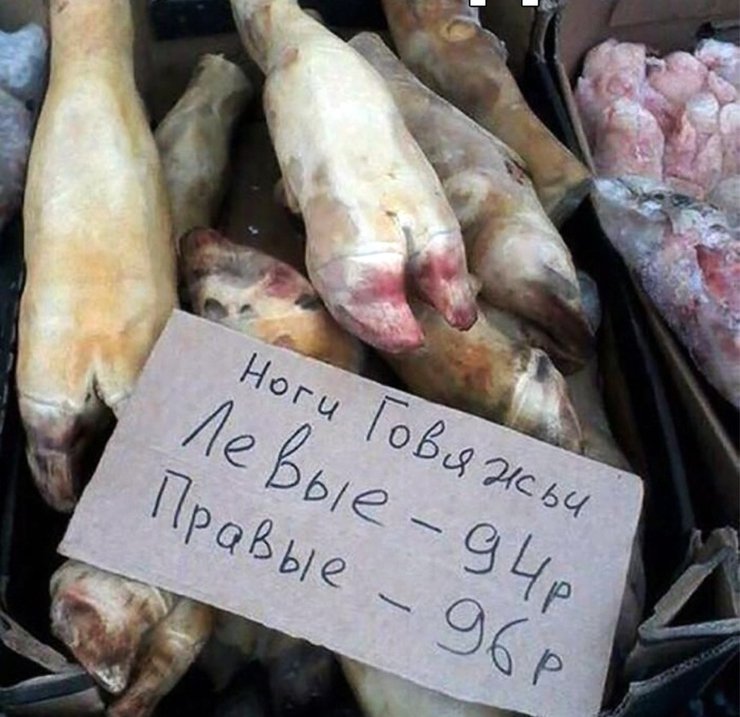 Ноги Говяжьи
Левые - 94р
Правые - 96р